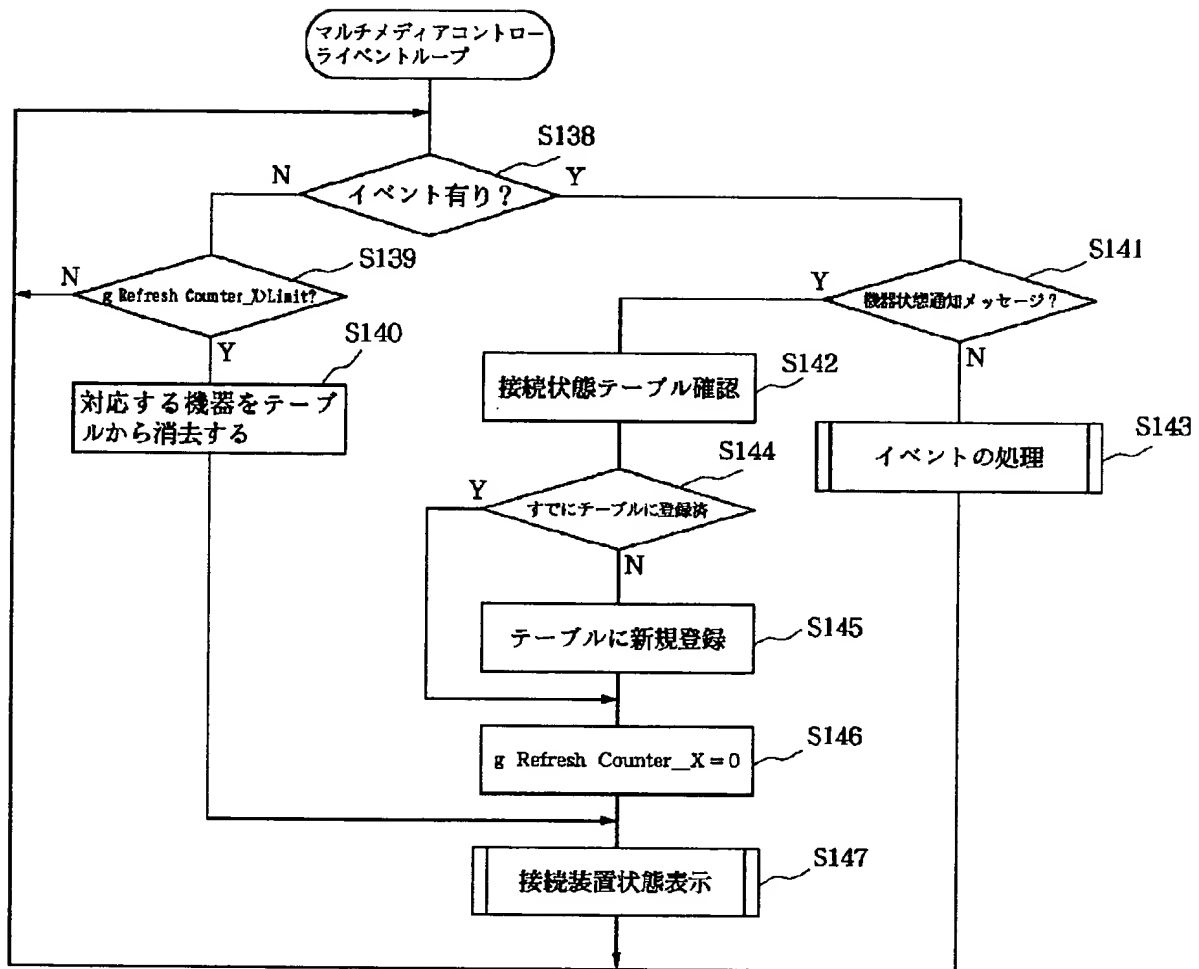 マルチメディアコントロー
ライベントループ
S138
N
イベント有り?
Y
S139
N
g Refresh Counter_X>Limit?
Y
S140
対応する機器をテーブ
ルから消去する
S141
Y
機器状態通知メッセージ?
N
S142
接続状態テーブル確認
S143
イベントの処理
S144
Y
すでにテーブルに登録済
N
S145
テーブルに新規登録
S146
g Refresh Counter_X=0
S147
接続装置状態表示